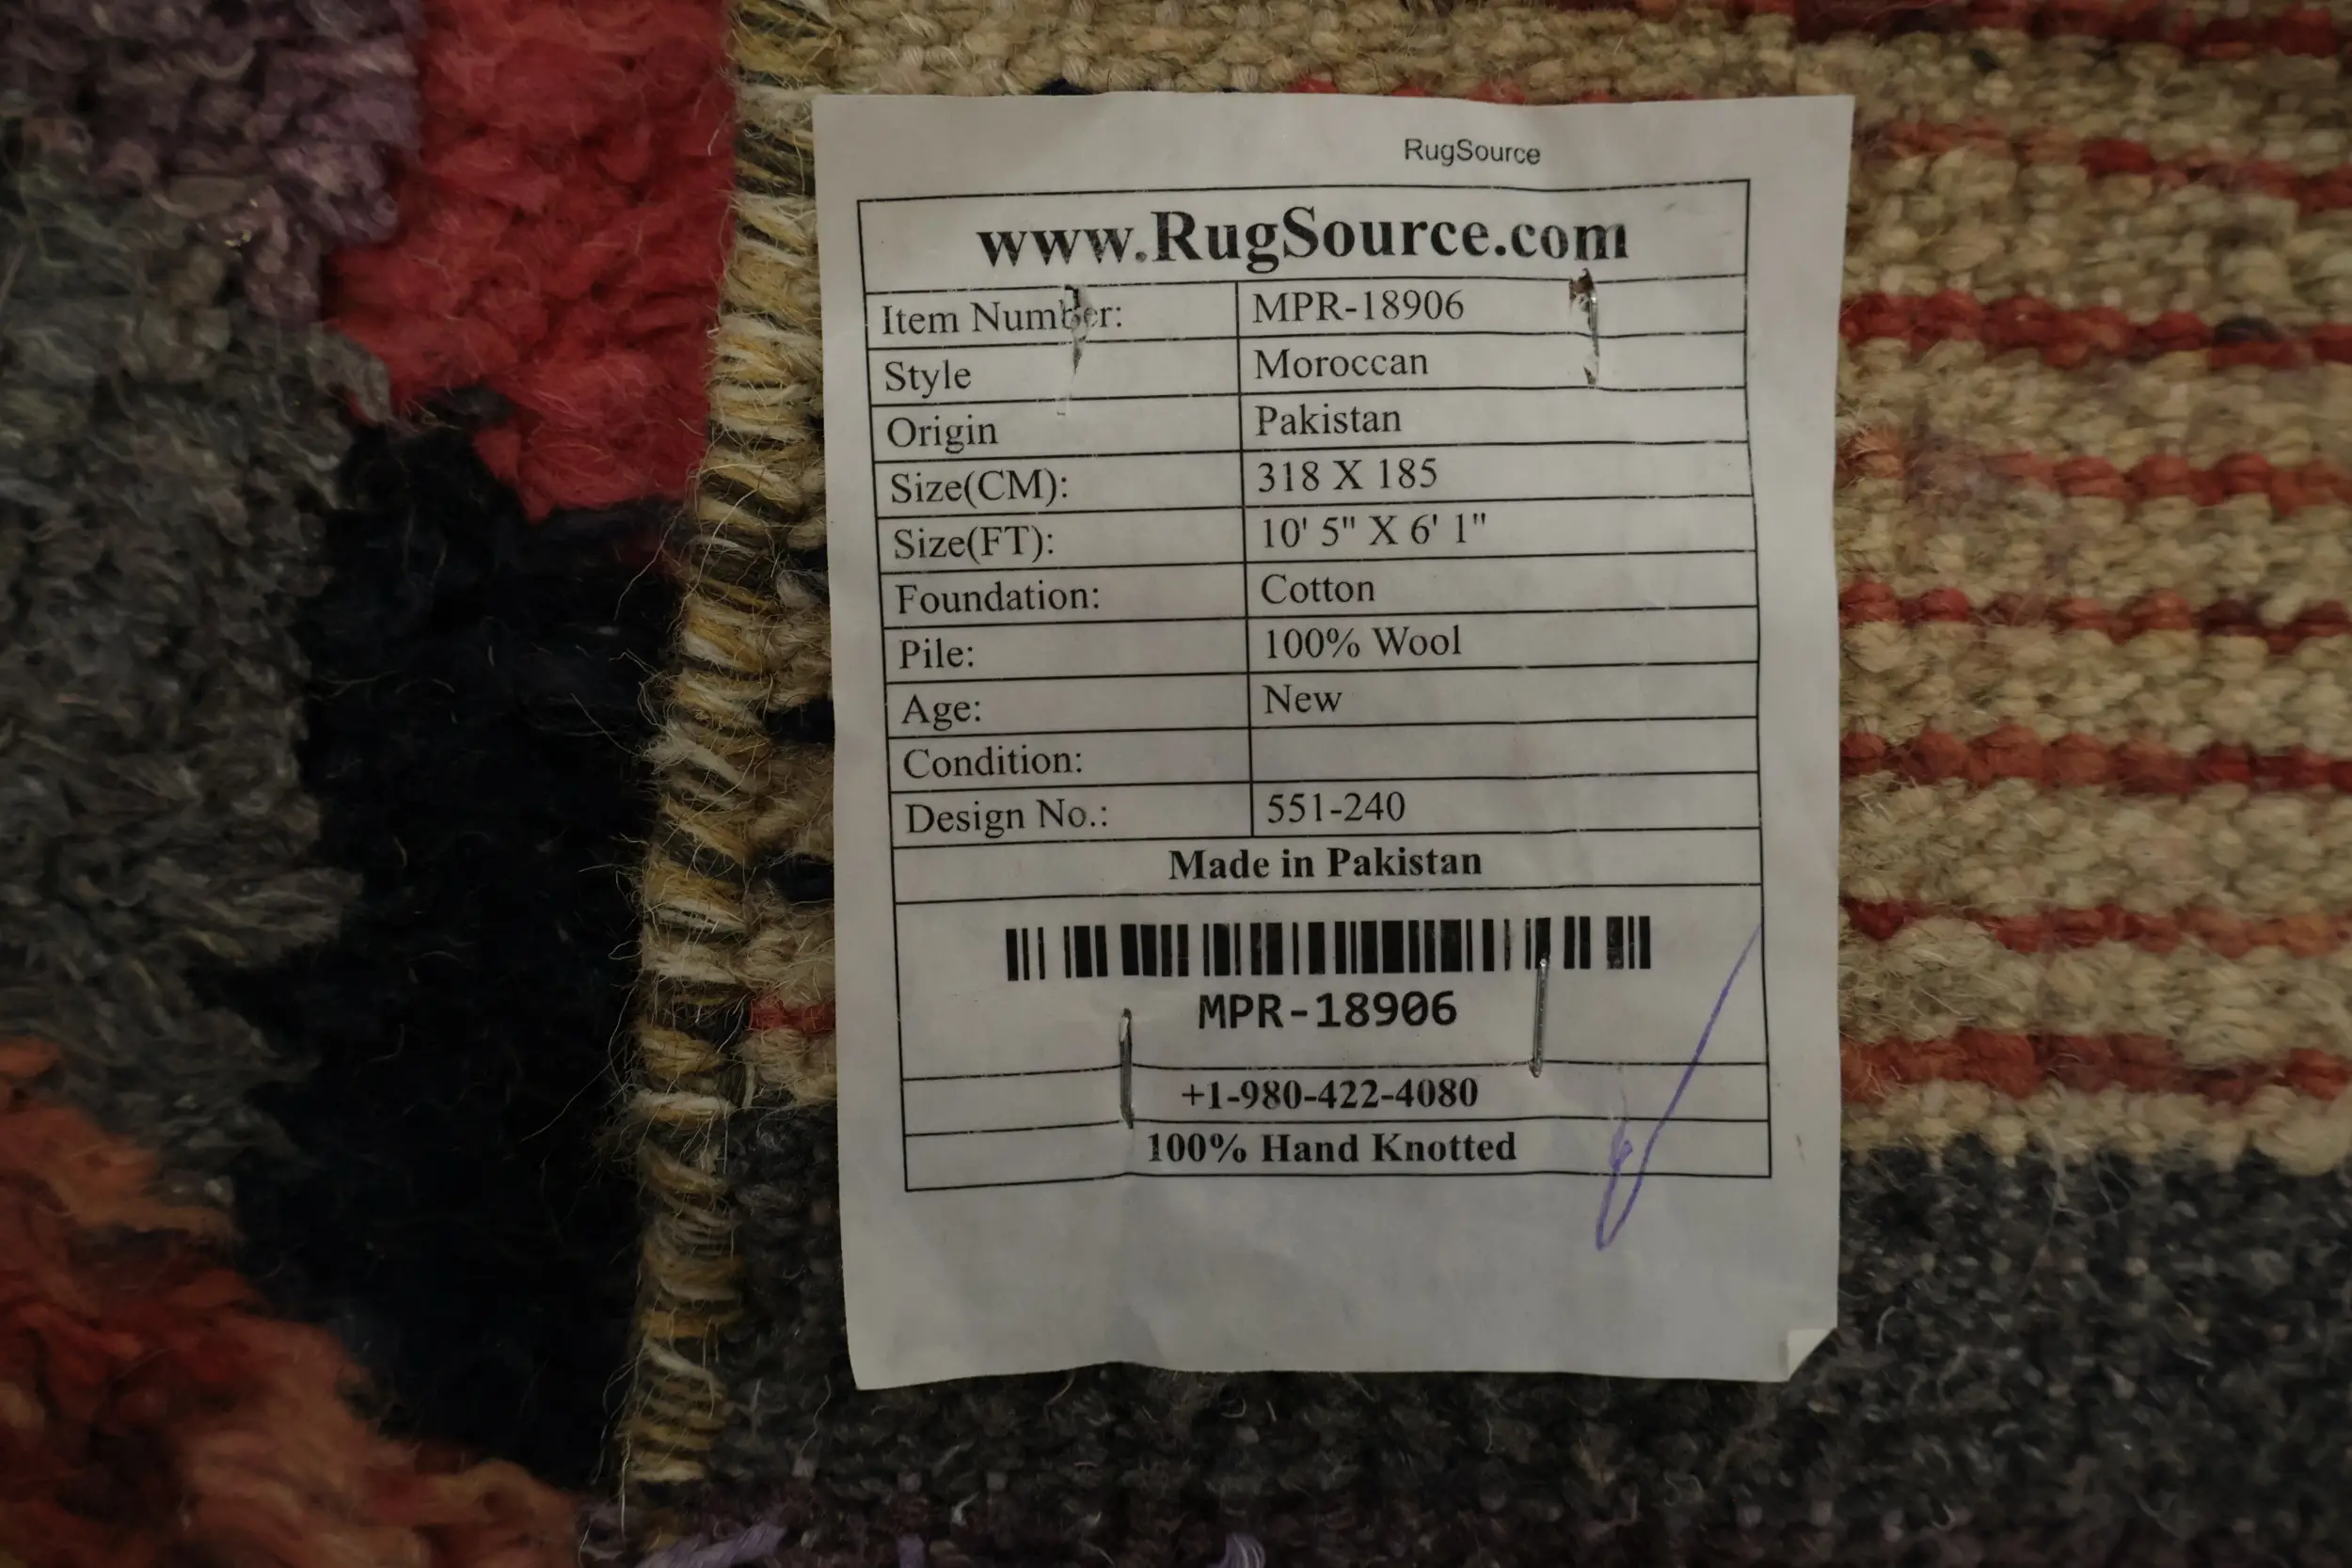 RugSource
www.RugSource.com
Item Number: MPR-18906
Style Moroccan
Origin Pakistan
Size(CM): 318 X 185
Size(FT): 10' 5" X 6' 1"
Foundation: Cotton
Pile: 100% Wool
Age: New
Condition:
Design No.: 551-240
Made in Pakistan
MPR-18906
+1-980-422-4080
100% Hand Knotted